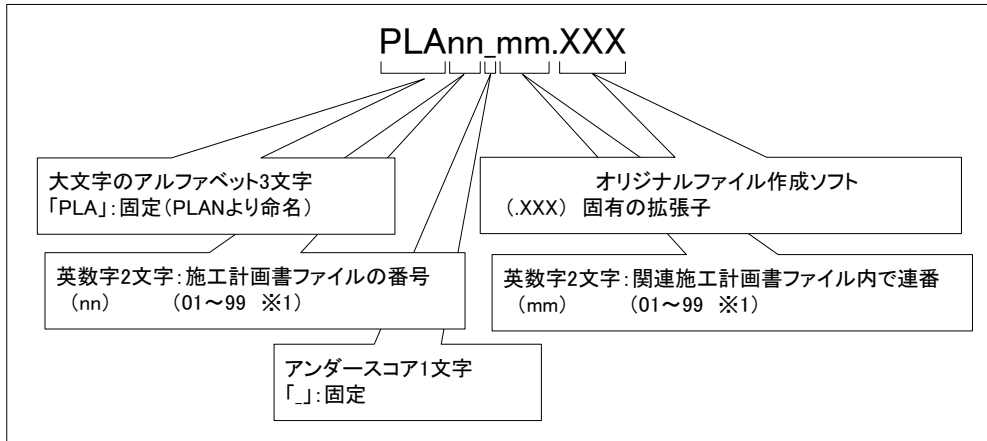 PLAnn_mm.XXX
大文字のアルファベット3文字
「PLA」:固定(PLANより命名)
オリジナルファイル作成ソフト
(.XXX) 固有の拡張子
英数字2文字:施工計画書ファイルの番号
(nn) (01~99 ※1)
英数字2文字:関連施工計画書ファイル内で連番
(mm) (01~99 ※1)
アンダースコア1文字
「_」:固定